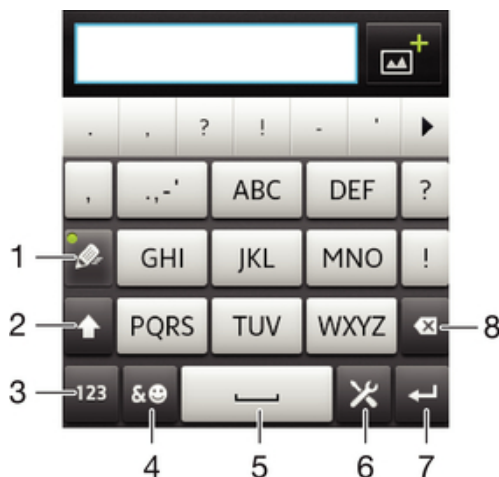 . , ? ! - ' 
, .,-' ABC DEF ?
1 GHI JKL MNO !
2 PQRS TUV WXYZ 8
3 123 &
4 5 6 7